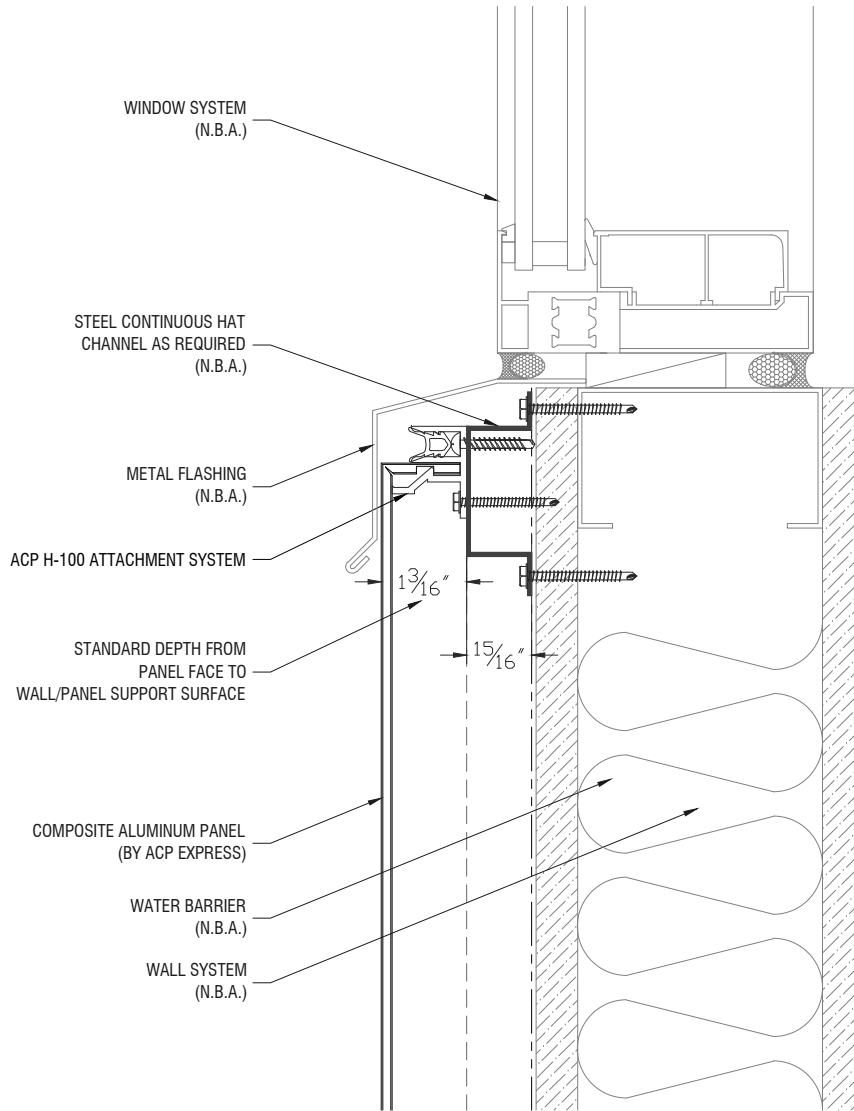 WINDOW SYSTEM
(N.B.A.)
STEEL CONTINUOUS HAT
CHANNEL AS REQUIRED
(N.B.A.)
METAL FLASHING
(N.B.A.)
ACP H-100 ATTACHMENT SYSTEM
1 3/16"
STANDARD DEPTH FROM
PANEL FACE TO
WALL/PANEL SUPPORT SURFACE
15/16"
COMPOSITE ALUMINUM PANEL
(BY ACP EXPRESS)
WATER BARRIER
(N.B.A.)
WALL SYSTEM
(N.B.A.)